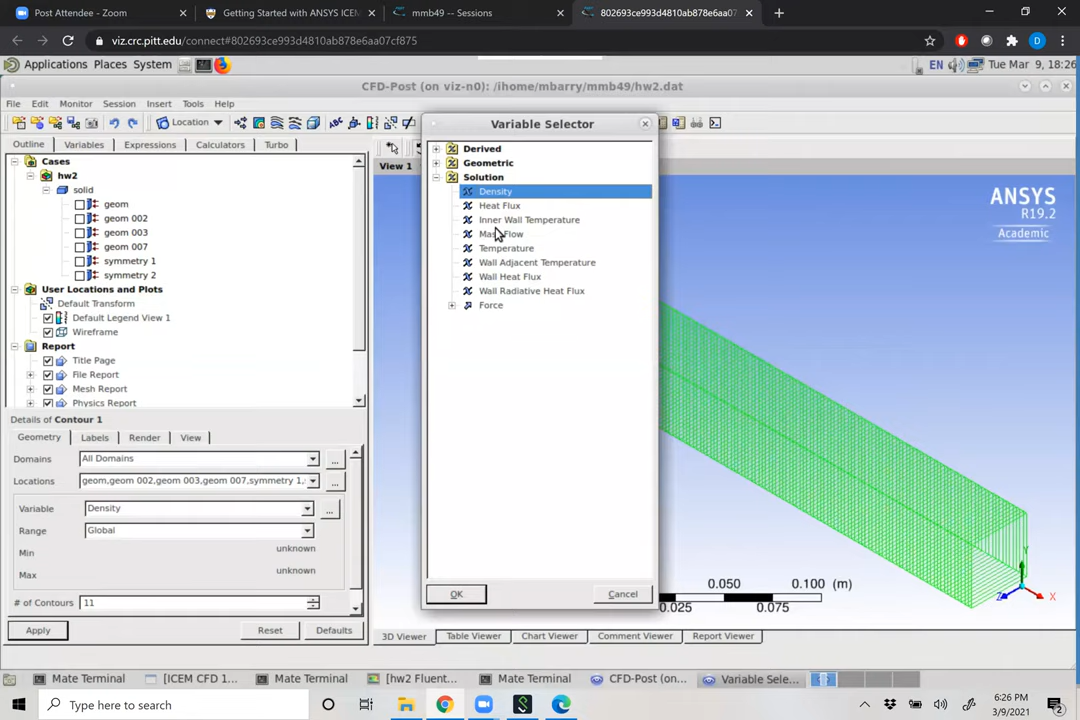 Post Attendee - Zoom
Getting Started with ANSYS ICEM
mmb49 -- Sessions
802693ce993d4810ab878e6aa07
viz.crc.pitt.edu/connect#802693ce993d4810ab878e6aa07cf875
D
Applications Places System
EN
Tue Mar 9, 18:26
CFD-Post (on viz-n0): /ihome/mbarry/mmb49/hw2.dat
File Edit Monitor Session Insert Tools Help
Location
Outline Variables Expressions Calculators Turbo
Cases
hw2
solid
geom
geom 002
geom 003
geom 007
symmetry 1
symmetry 2
User Locations and Plots
Default Transform
Default Legend View 1
Wireframe
Report
Title Page
File Report
Mesh Report
Physics Report
Details of Contour 1
Geometry Labels Render View
Domains All Domains ...
Locations geom,geom 002,geom 003,geom 007,symmetry 1, ...
Variable Density ...
Range Global
Min unknown
Max unknown
# of Contours 11
Apply Reset Defaults
Variable Selector
Derived
Geometric
Solution
Density
Heat Flux
Inner Wall Temperature
Mass Flow
Temperature
Wall Adjacent Temperature
Wall Heat Flux
Wall Radiative Heat Flux
Force
OK Cancel
View 1
ANSYS
R19.2
Academic
0.050 0.100 (m)
0.025 0.075
Y
Z X
3D Viewer Table Viewer Chart Viewer Comment Viewer Report Viewer
Mate Terminal [ICEM CFD 1... Mate Terminal [hw2 Fluent... Mate Terminal CFD-Post (on... Variable Sele...
Type here to search
6:26 PM
3/9/2021
2